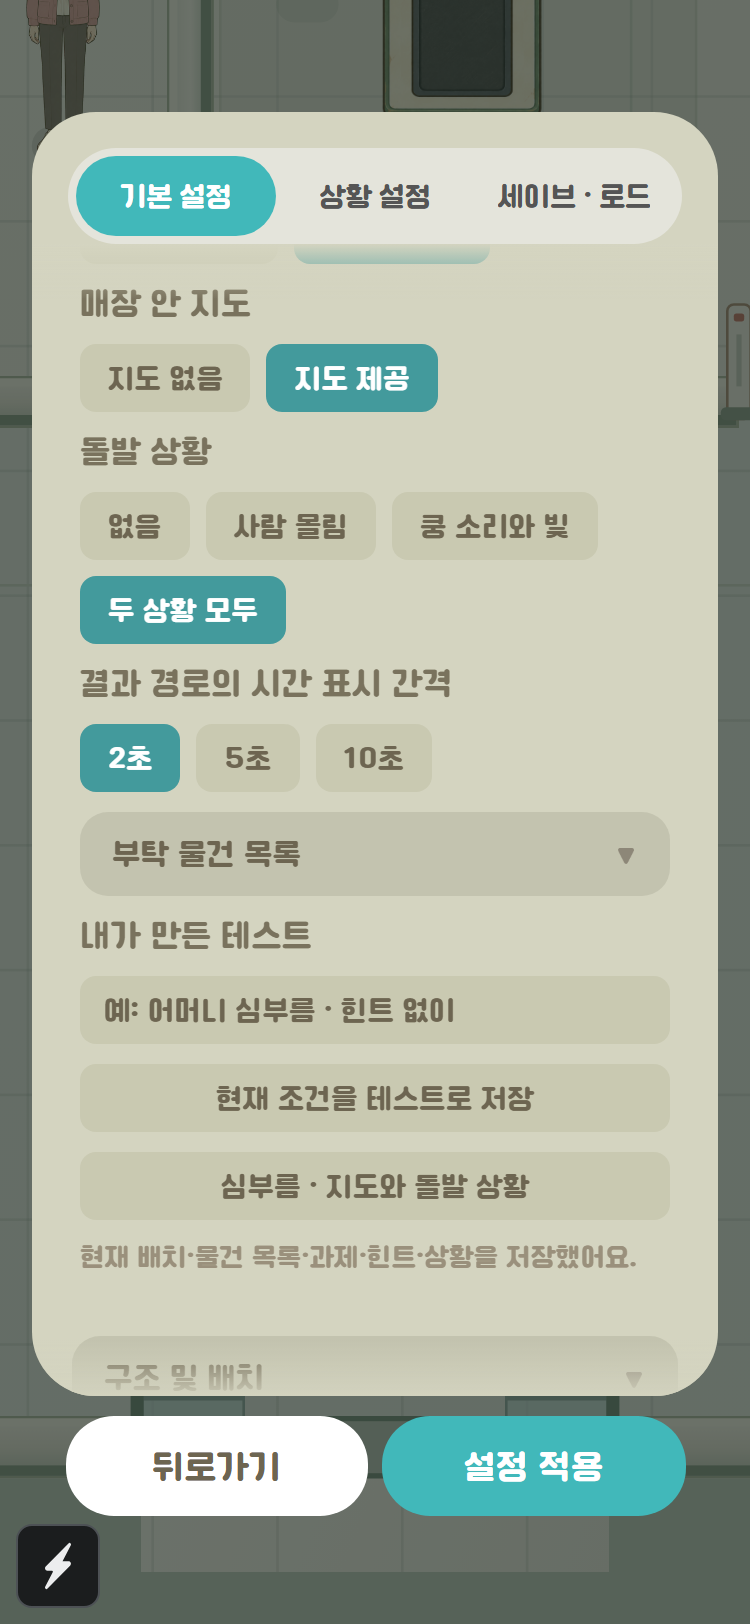 기본 설정
상황 설정
세이브 · 로드
매장 안 지도
지도 없음
지도 제공
돌발 상황
없음
사람 몰림
쿵 소리와 빛
두 상황 모두
결과 경로의 시간 표시 간격
2초
5초
10초
부탁 물건 목록
내가 만든 테스트
예: 어머니 심부름 · 힌트 없이
현재 조건을 테스트로 저장
심부름 · 지도와 돌발 상황
현재 배치·물건 목록·과제·힌트·상황을 저장했어요.
구조 및 배치
뒤로가기
설정 적용